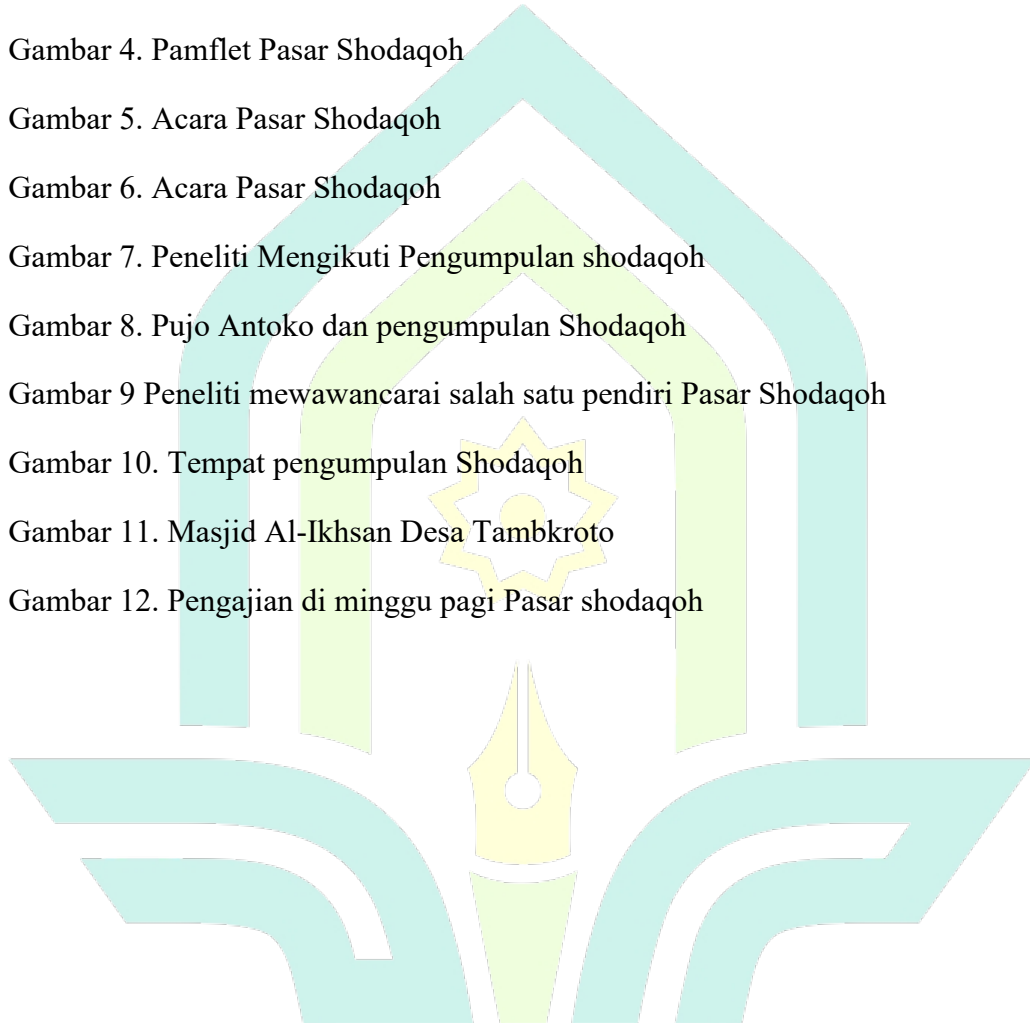 Gambar 4. Pamflet Pasar Shodaqoh
Gambar 5. Acara Pasar Shodaqoh
Gambar 6. Acara Pasar Shodaqoh
Gambar 7. Peneliti Mengikuti Pengumpulan shodaqoh
Gambar 8. Pujo Antoko dan pengumpulan Shodaqoh
Gambar 9 Peneliti mewawancarai salah satu pendiri Pasar Shodaqoh
Gambar 10. Tempat pengumpulan Shodaqoh
Gambar 11. Masjid Al-Ikhsan Desa Tambkroto
Gambar 12. Pengajian di minggu pagi Pasar shodaqoh